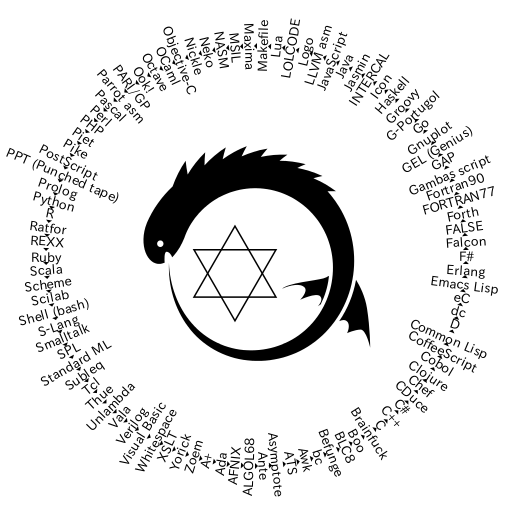 Ruby
Scala
Scheme
Scilab
Shell (bash)
S-Lang
Smalltalk
SPL
Standard ML
Subleq
Tcl
Thue
Unlambda
Vala
Verilog
Visual Basic
Whitespace
XSLT
Yorick
Zoem
A+
Ada
AFNIX
ALGOL68
Ante
Asymptote
ATS
Awk
bc
Befunge
BLC8
Boo
Brainfuck
C
C++
C#
CDuce
Chef
Clojure
Cobol
CoffeeScript
Common Lisp
D
dc
eC
Emacs Lisp
Erlang
F#
Falcon
FALSE
Forth
FORTRAN77
Fortran90
Gambas script
GAP
GEL (Genius)
Gnuplot
Go
G-Portugol
Groovy
Haskell
Icon
INTERCAL
Jasmin
Java
JavaScript
LLVM asm
Logo
LOLCODE
Lua
Makefile
Maxima
MSIL
NASM
Neko
Nickle
Objective-C
OCaml
Octave
Ook!
PARI/GP
Parrot asm
Pascal
Perl
PHP
Piet
Pike
PostScript
PPT (Punched tape)
Prolog
Python
R
Ratfor
REXX